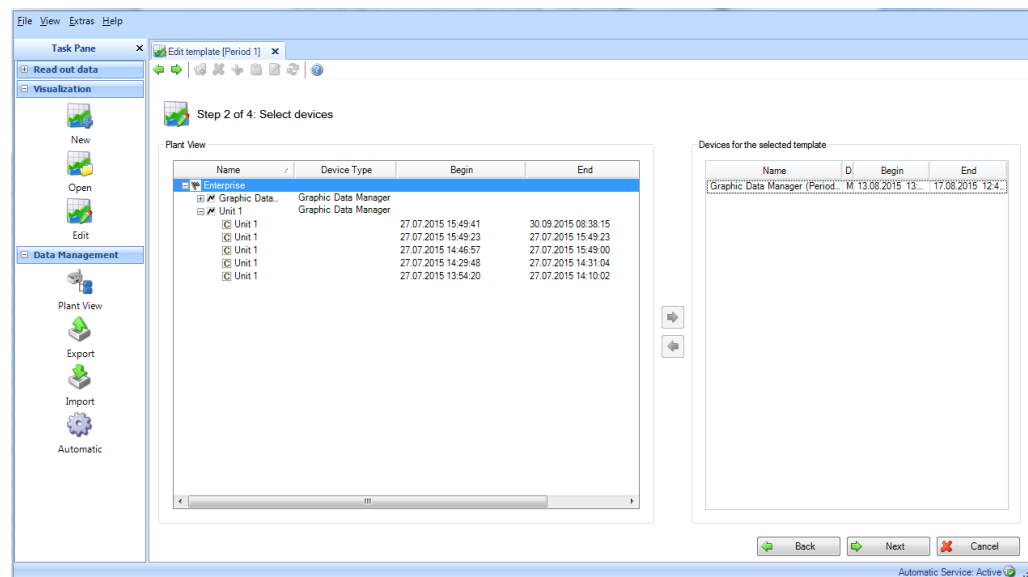 File View Extras Help
Task Pane
Edit template [Period 1]
Read out data
Visualization
New
Open
Edit
Data Management
Plant View
Export
Import
Automatic
Step 2 of 4: Select devices
Plant View
Name Device Type Begin End
Enterprise
Graphic Data.. Graphic Data Manager
Unit 1 Graphic Data Manager
Unit 1 27.07.2015 15:49:41 30.09.2015 08:38:15
Unit 1 27.07.2015 15:49:23 27.07.2015 15:49:23
Unit 1 27.07.2015 14:46:57 27.07.2015 15:49:00
Unit 1 27.07.2015 14:29:48 27.07.2015 14:31:04
Unit 1 27.07.2015 13:54:20 27.07.2015 14:10:02
Devices for the selected template
Name D Begin End
Graphic Data Manager (Period.. M 13.08.2015 13:.. 17.08.2015 12:4..
Back Next Cancel
Automatic Service: Active